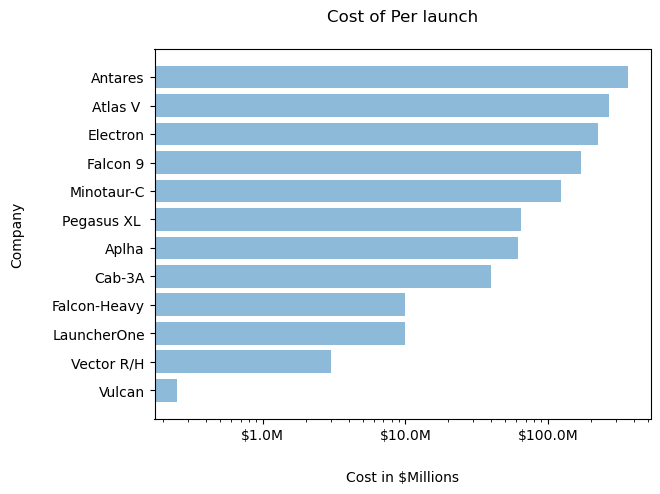 Cost of Per launch
Antares
Atlas V
Electron
Falcon 9
Minotaur-C
Pegasus XL
Aplha
Cab-3A
Falcon-Heavy
LauncherOne
Vector R/H
Vulcan
Company
$1.0M $10.0M $100.0M
Cost in $Millions